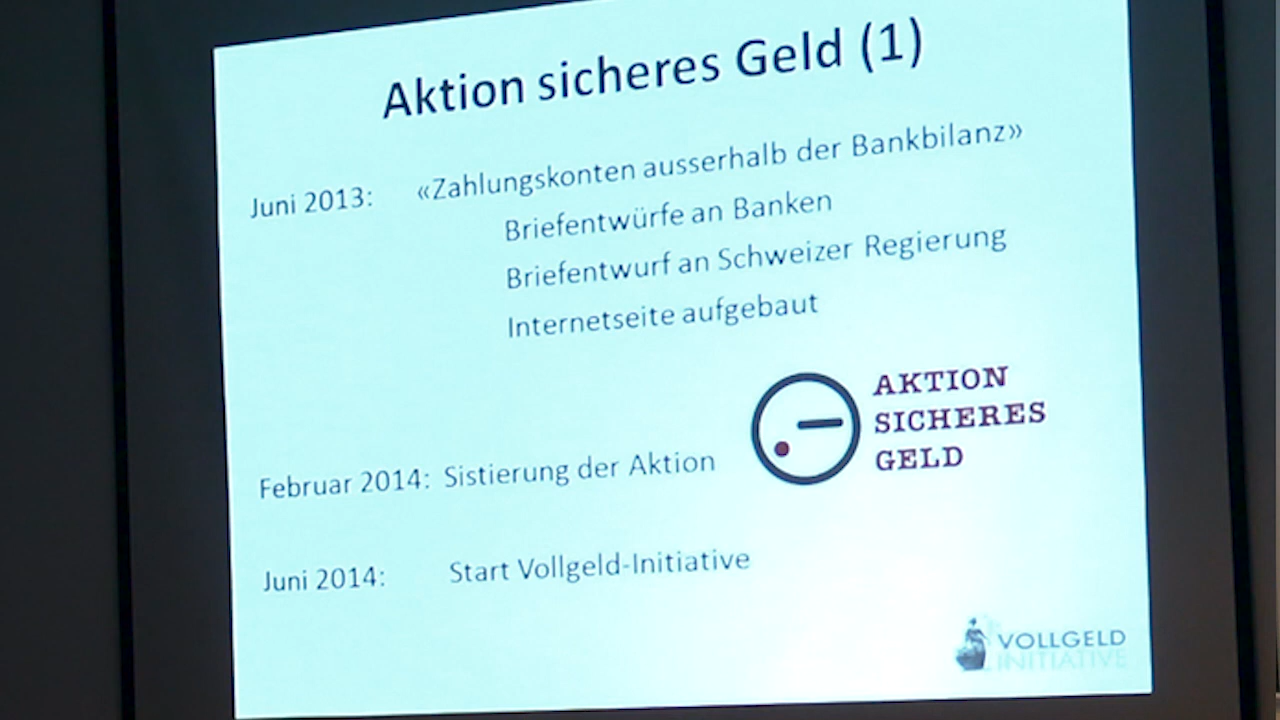 Aktion sicheres Geld (1)
Juni 2013: «Zahlungskonten ausserhalb der Bankbilanz»
Briefentwürfe an Banken
Briefentwurf an Schweizer Regierung
Internetseite aufgebaut
AKTION
SICHERES
GELD
Februar 2014: Sistierung der Aktion
Juni 2014: Start Vollgeld-Initiative
VOLLGELD
INITIATIVE